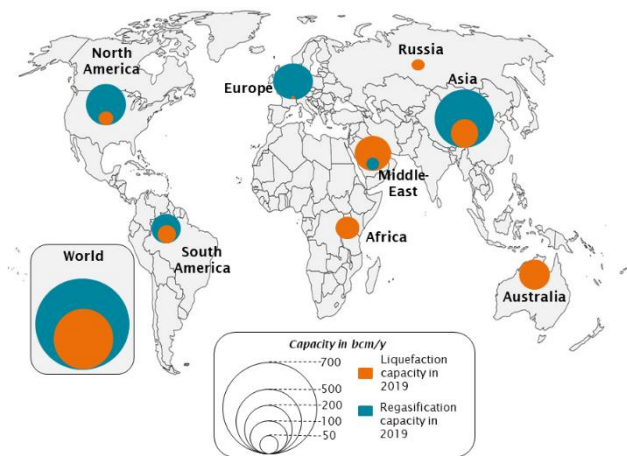 North
America
Europe
Russia
Asia
Middle-
East
Africa
South
America
Australia
World
Capacity in bcm/y
700
500
200
100
50
Liquefaction
capacity in
2019
Regasification
capacity in
2019